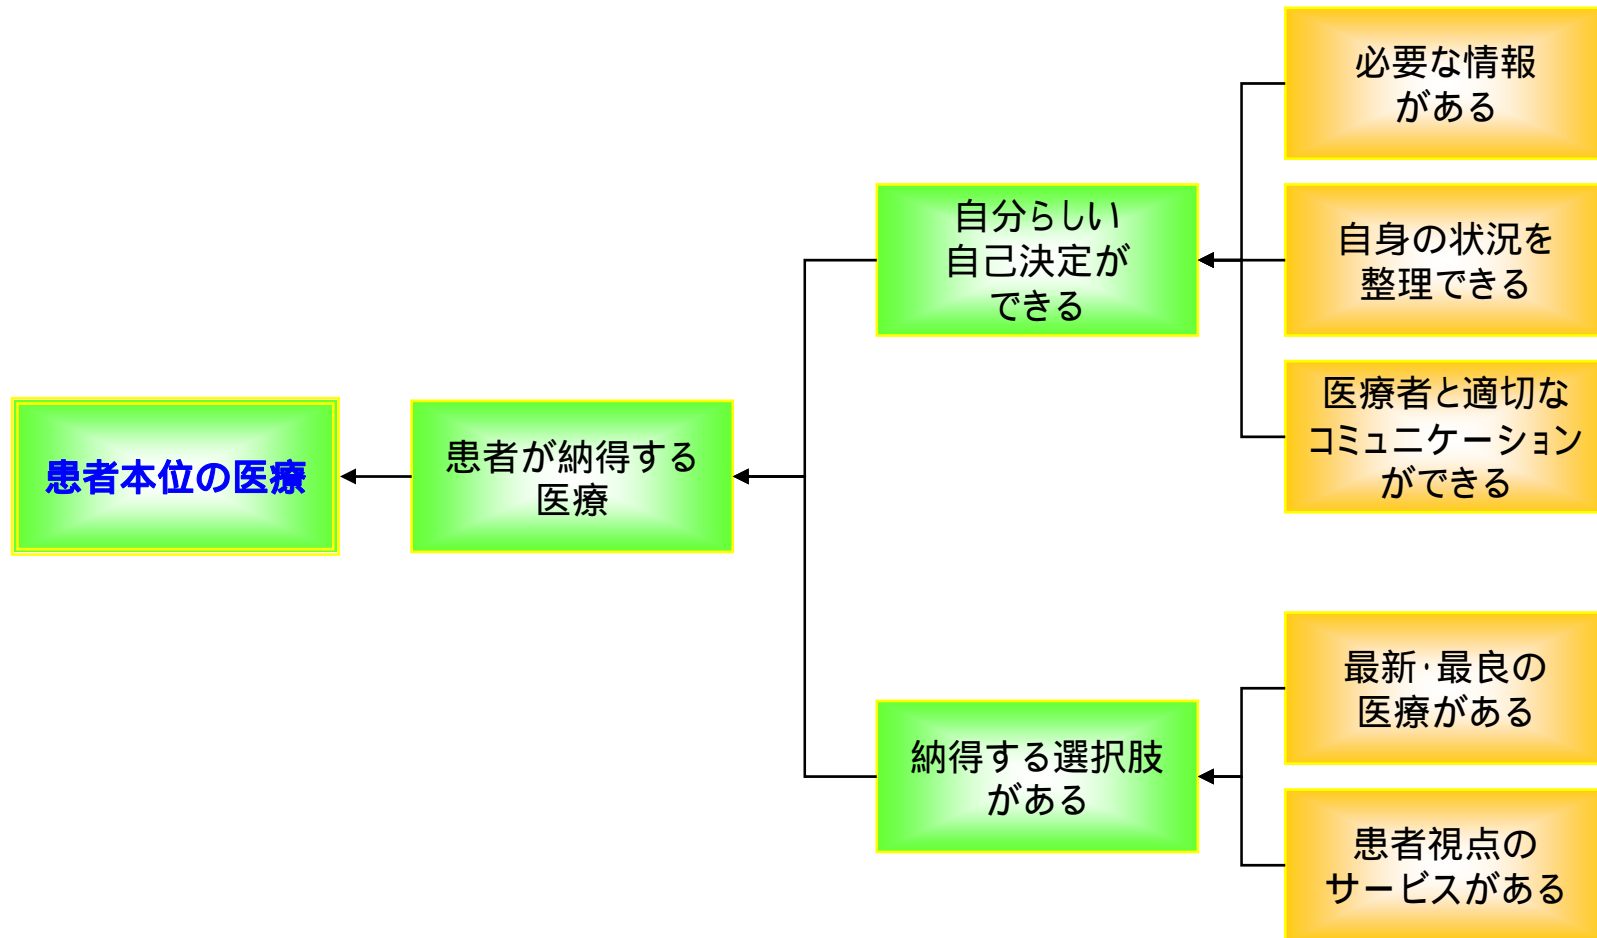 患者本位の医療
患者が納得する
医療
自分らしい
自己決定が
できる
納得する選択肢
がある
必要な情報
がある
自身の状況を
整理できる
医療者と適切な
コミュニケーション
ができる
最新・最良の
医療がある
患者視点の
サービスがある